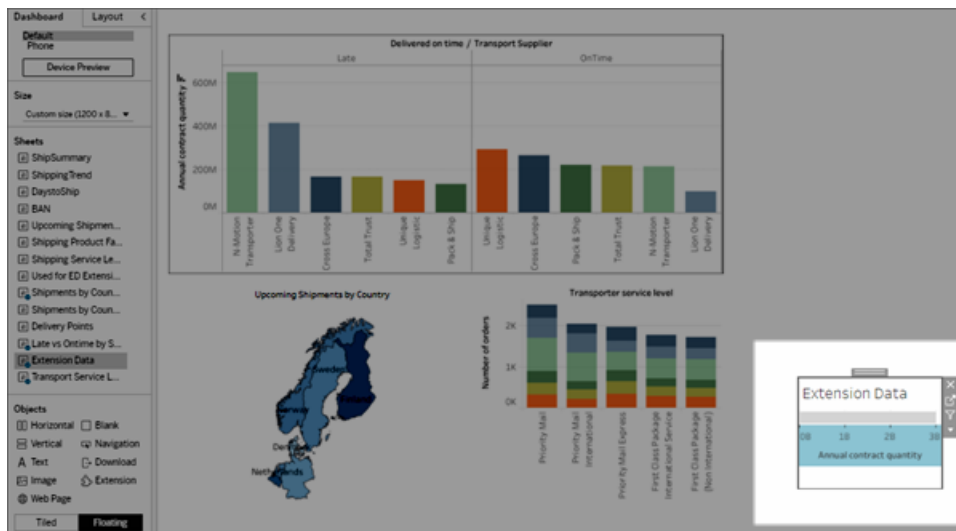 Dashboard Layout <
Default
Phone
Device Preview
Size
Custom size (1200 x 8... ▾
Sheets
ShipSummary
ShippingTrend
DaystoShip
BAN
Upcoming Shipmen...
Shipping Product Fa...
Shipping Service Le...
Used for ED Extensi...
Shipments by Coun...
Shipments by Coun...
Delivery Points
Late vs Ontime by S...
Extension Data
Transport Service L...
Objects
Horizontal Blank
Vertical Navigation
Text Download
Image Extension
Web Page
Tiled Floating
Delivered on time / Transport Supplier
Late OnTime
Annual contract quantity
600M
400M
200M
0M
N-Motion
Transporter
Lion One
Delivery
Cross Europe
Total Trust
Unique
Logistic
Pack & Ship
Unique
Logistic
Cross Europe
Pack & Ship
Total Trust
N-Motion
Transporter
Lion One
Delivery
Upcoming Shipments by Country
Sweden
Norway
Netherlands
Transporter service level
Number of orders
2K
1K
0K
Priority Mail
Priority Mail
International
Priority Mail Express
First Class Package
International Service
First Class Package
(Non International)
Extension Data
0B 1B 2B 3B
Annual contract quantity